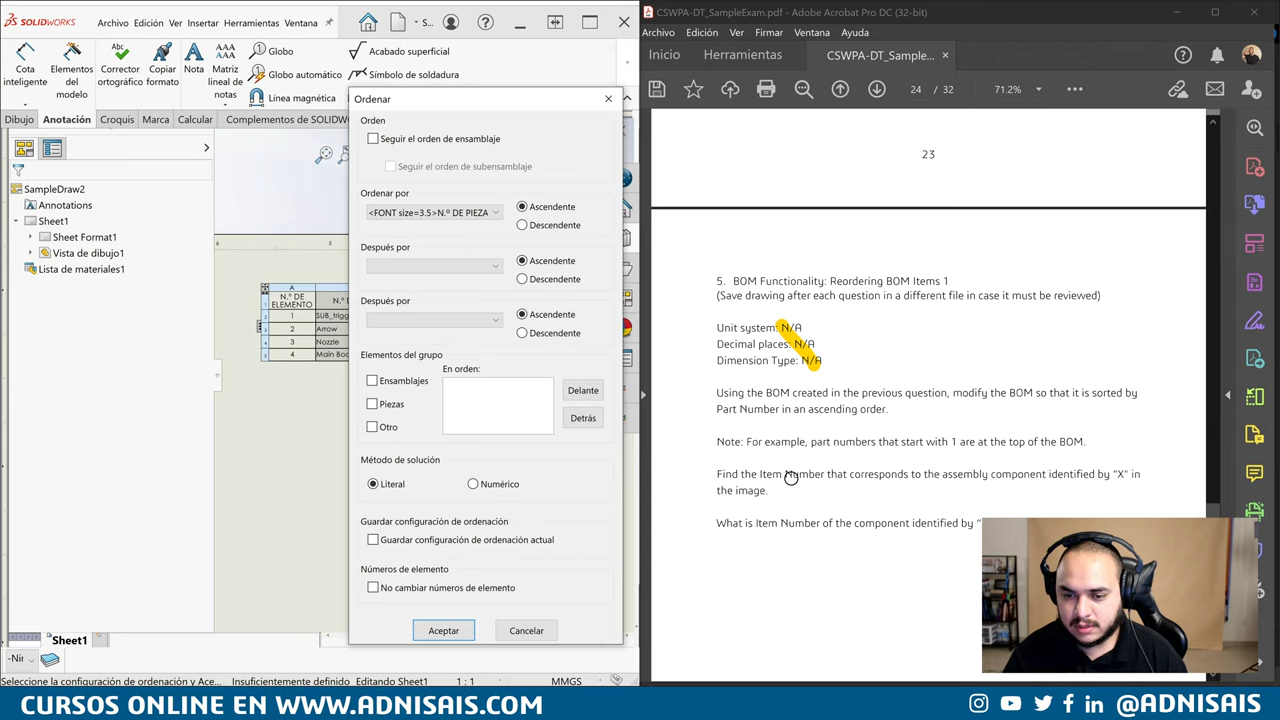 SOLIDWORKS
Archivo Edición Ver Insertar Herramientas Ventana
S...
Cota inteligente
Elementos del modelo
Corrector ortográfico
Copiar formato
Nota
Matriz lineal de notas
Globo
Globo automático
Línea magnética
Acabado superficial
Símbolo de soldadura
Dibujo Anotación Croquis Marca Calcular Complementos de SOLIDWO
SampleDraw2
Annotations
Sheet1
Sheet Format1
Vista de dibujo1
Lista de materiales1
6 5
A
N.º DE ELEMENTO N.º D
1 SUB_trigg
2 Arrow
3 Nozzle
4 Main Boo
Ordenar
Orden
Seguir el orden de ensamblaje
Seguir el orden de subensamblaje
Ordenar por
<FONT size=3.5>N.º DE PIEZA
Ascendente
Descendente
Después por
Ascendente
Descendente
Después por
Ascendente
Descendente
Elementos del grupo
En orden:
Ensamblajes
Piezas
Otro
Delante
Detrás
Método de solución
Literal Numérico
Guardar configuración de ordenación
Guardar configuración de ordenación actual
Números de elemento
No cambiar números de elemento
Aceptar Cancelar
Sheet1
-Nin
Seleccione la configuración de ordenación y Ace... Insuficientemente definido Editando Sheet1 1 : 1 MMGS
CSWPA-DT_SampleExam.pdf - Adobe Acrobat Pro DC (32-bit)
Archivo Edición Ver Firmar Ventana Ayuda
Inicio Herramientas CSWPA-DT_Sample... ×
24 / 32 71.2%
23
5. BOM Functionality: Reordering BOM Items 1
(Save drawing after each question in a different file in case it must be reviewed)
Unit system: N/A
Decimal places: N/A
Dimension Type: N/A
Using the BOM created in the previous question, modify the BOM so that it is sorted by
Part Number in an ascending order.
Note: For example, part numbers that start with 1 are at the top of the BOM.
Find the Item Number that corresponds to the assembly component identified by "X" in
the image.
What is Item Number of the component identified by "
CURSOS ONLINE EN WWW.ADNISAIS.COM
@ADNISAIS